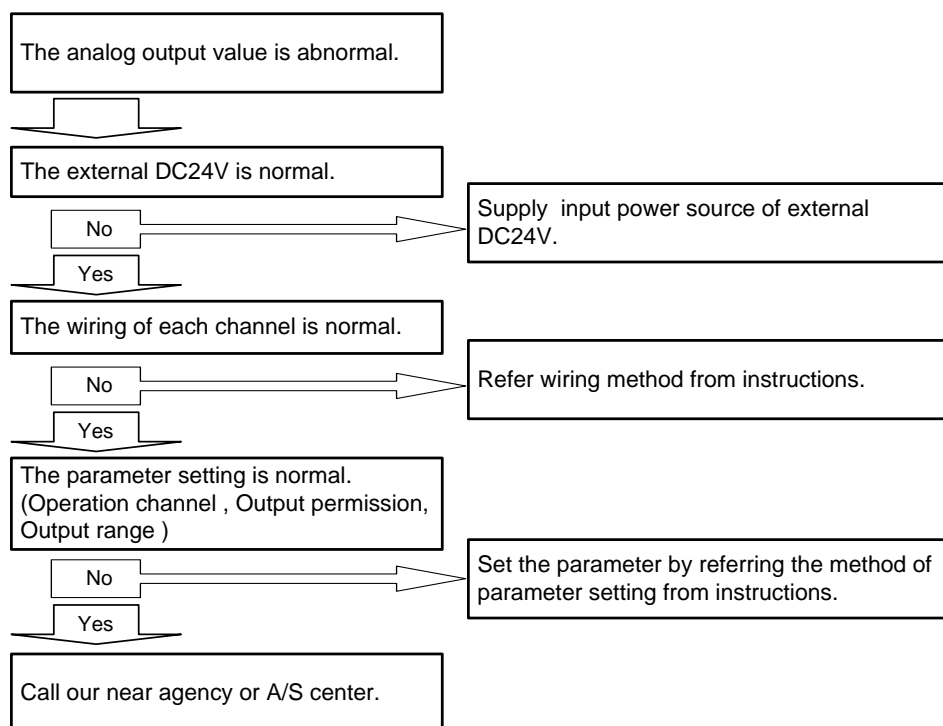 The analog output value is abnormal.
The external DC24V is normal.
No
Supply  input power source of external
DC24V.
Yes
The wiring of each channel is normal.
No
Refer wiring method from instructions.
Yes
The parameter setting is normal.
(Operation channel , Output permission,
Output range )
No
Set the parameter by referring the method of
parameter setting from instructions.
Yes
Call our near agency or A/S center.